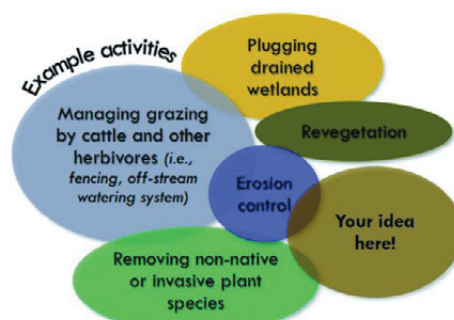 Example activities
Plugging
drained
wetlands
Managing grazing
by cattle and other
herbivores (i.e.,
fencing, off-stream
watering system)
Revegetation
Erosion
control
Your idea
here!
Removing non-native
or invasive plant
species